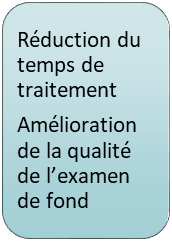 Réduction du
temps de
traitement
Amélioration
de la qualité
de l’examen
de fond